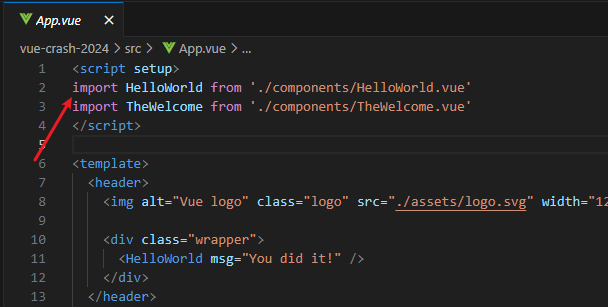 App.vue ×
vue-crash-2024 > src > App.vue > ...
1 <script setup>
2 import HelloWorld from './components/HelloWorld.vue'
3 import TheWelcome from './components/TheWelcome.vue'
4 </script>
5
6 <template>
7 <header>
8 <img alt="Vue logo" class="logo" src="./assets/logo.svg" width="12
9
10 <div class="wrapper">
11 <HelloWorld msg="You did it!" />
12 </div>
13 </header>